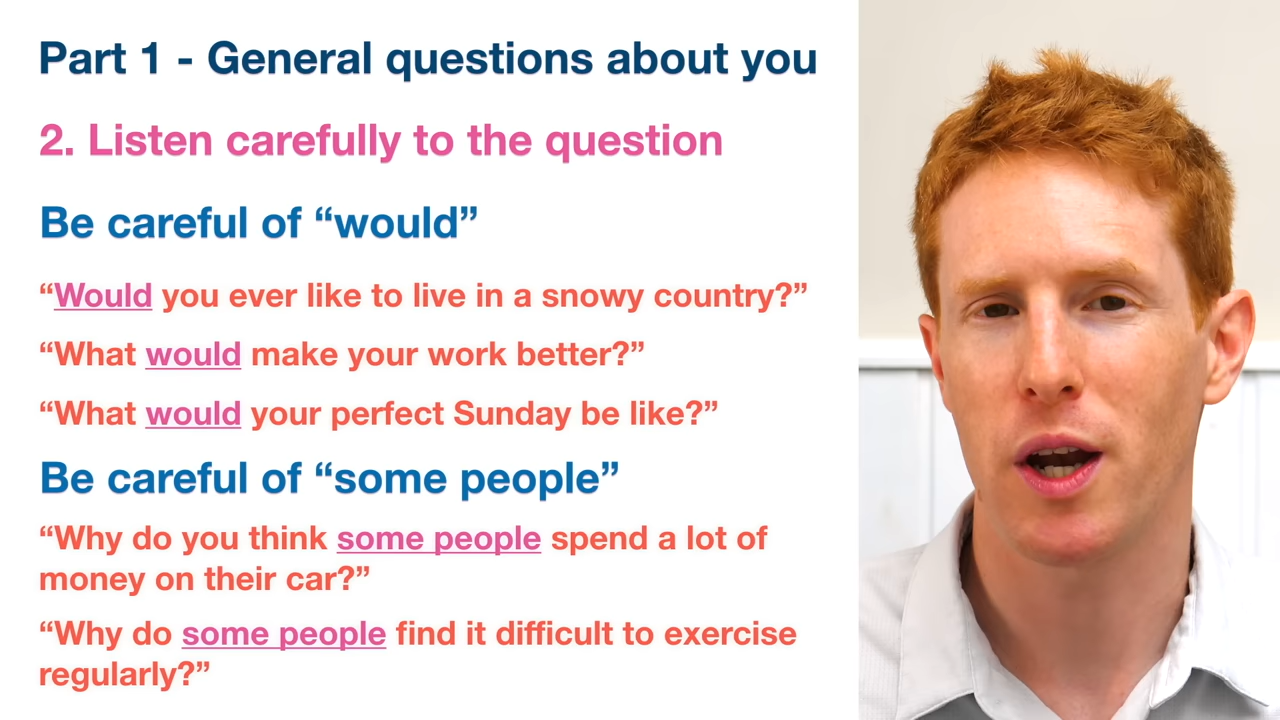 Part 1 - General questions about you
2. Listen carefully to the question
Be careful of “would”
“Would you ever like to live in a snowy country?”
“What would make your work better?”
“What would your perfect Sunday be like?”
Be careful of “some people”
“Why do you think some people spend a lot of
money on their car?”
“Why do some people find it difficult to exercise
regularly?”